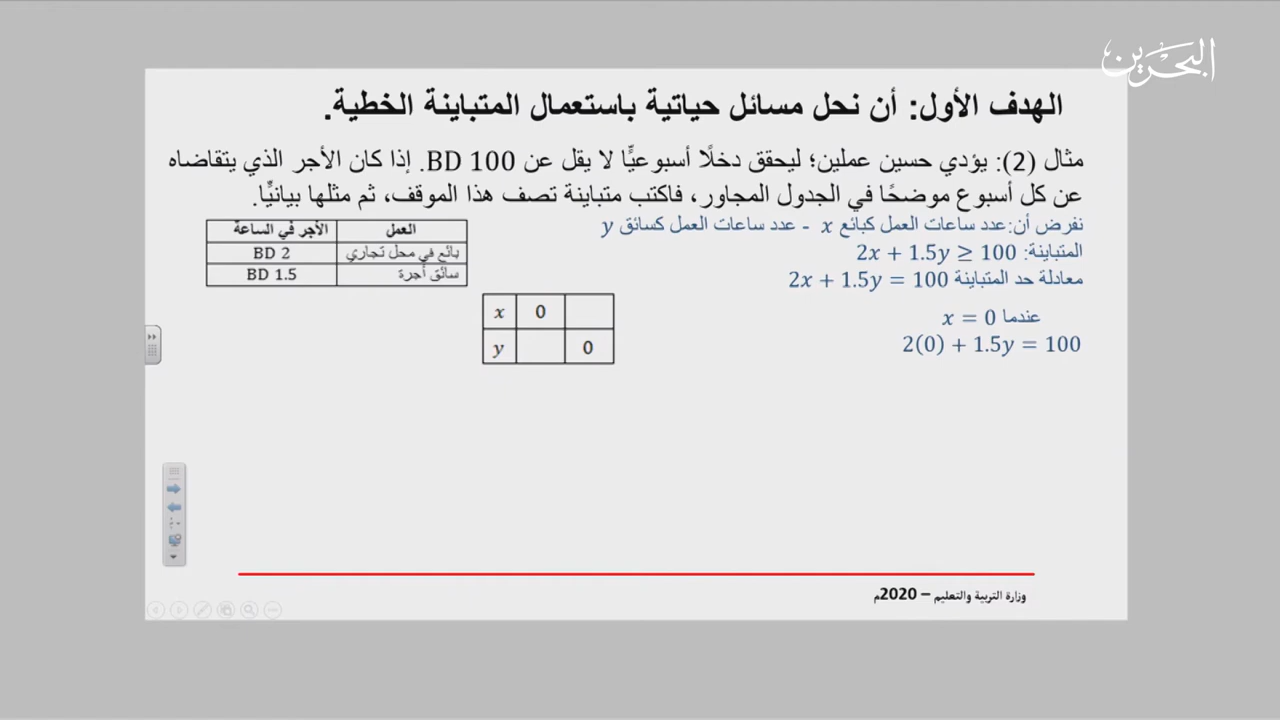 البحرين
الهدف الأول: أن نحل مسائل حياتية باستعمال المتباينة الخطية.
مثال (2): يؤدي حسين عملين؛ ليحقق دخلًا أسبوعيًّا لا يقل عن BD 100. إذا كان الأجر الذي يتقاضاه
عن كل أسبوع موضحًا في الجدول المجاور، فاكتب متباينة تصف هذا الموقف، ثم مثلها بيانيًّا.
نفرض أن:عدد ساعات العمل كبائع x - عدد ساعات العمل كسائق y
المتباينة: 2x + 1.5y ≥ 100
معادلة حد المتباينة 2x + 1.5y = 100
العمل الأجر في الساعة
بائع في محل تجاري BD 2
سائق أجرة BD 1.5
x 0
y 0
عندما x = 0
2(0) + 1.5y = 100
وزارة التربية والتعليم – 2020م